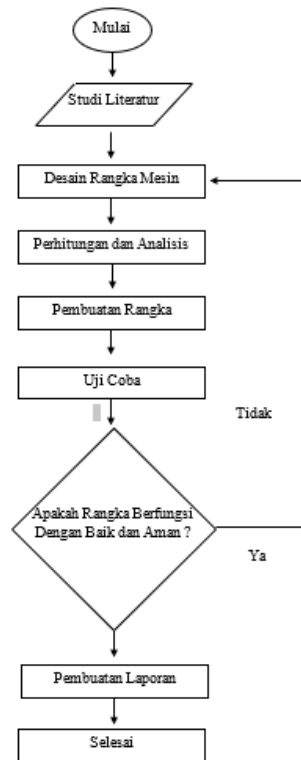 Mulai
Studi Literatur
Desain Rangka Mesin
Perhitungan dan Analisis
Pembuatan Rangka
Uji Coba
Tidak
Apakah Rangka Berfungsi
Dengan Baik dan Aman ?
Ya
Pembuatan Laporan
Selesai